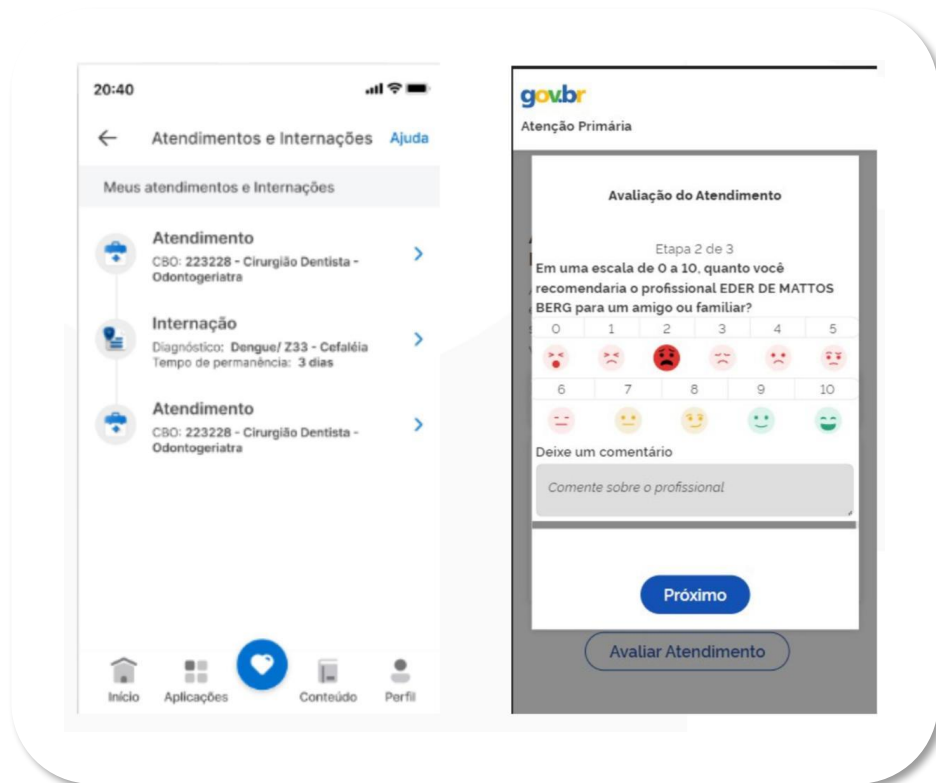 20:40
Atendimentos e Internações
Ajuda
Meus atendimentos e Internações
Atendimento
CBO: 223228 - Cirurgião Dentista -
Odontogeriatra
Internação
Diagnóstico: Dengue/ Z33 - Cefaléia
Tempo de permanência: 3 dias
Atendimento
CBO: 223228 - Cirurgião Dentista -
Odontogeriatra
Início
Aplicações
Conteúdo
Perfil
gov.br
Atenção Primária
Avaliação do Atendimento
Etapa 2 de 3
Em uma escala de 0 a 10, quanto você
recomendaria o profissional EDER DE MATTOS
BERG para um amigo ou familiar?
0 1 2 3 4 5
6 7 8 9 10
Deixe um comentário
Comente sobre o profissional
Próximo
Avaliar Atendimento